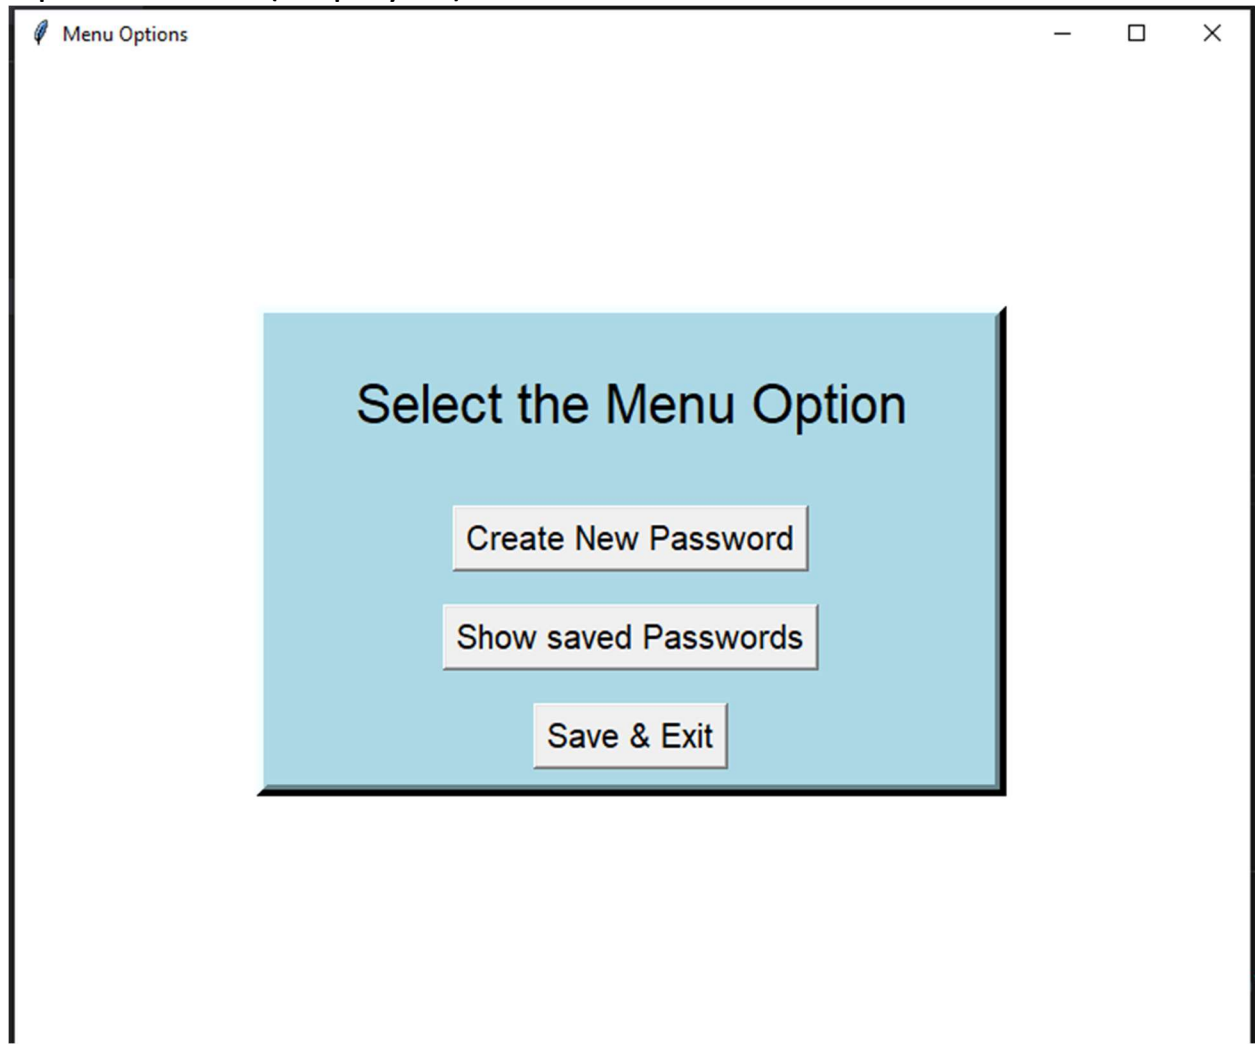 Menu Options
Select the Menu Option
Create New Password
Show saved Passwords
Save & Exit